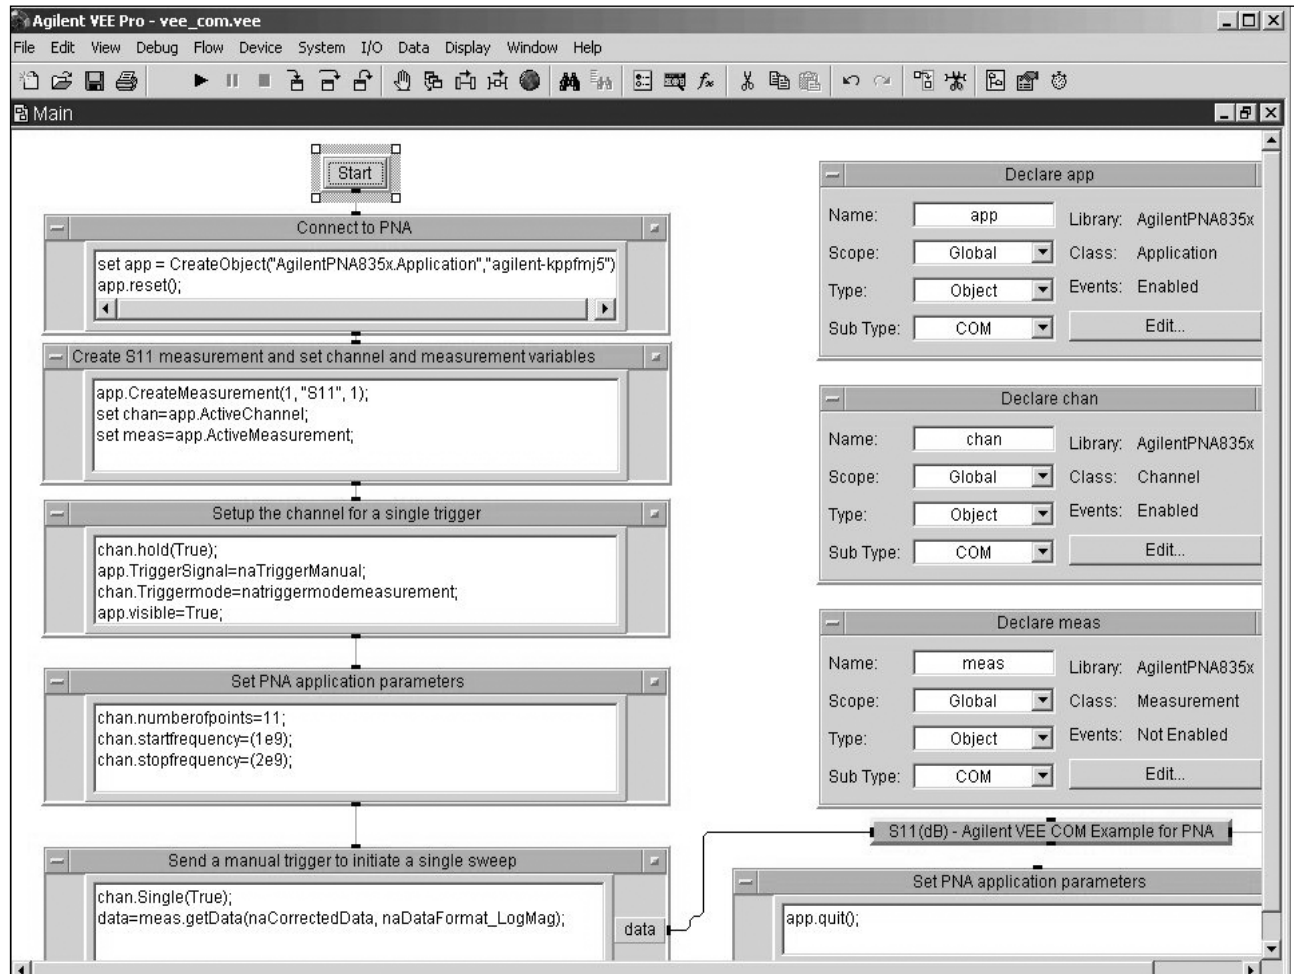 Agilent VEE Pro - vee_com.vee
File Edit View Debug Flow Device System I/O Data Display Window Help
Main
Start
Connect to PNA
set app = CreateObject("AgilentPNA835x.Application","agilent-kppfmj5")
app.reset();
Create S11 measurement and set channel and measurement variables
app.CreateMeasurement(1, "S11", 1);
set chan=app.ActiveChannel;
set meas=app.ActiveMeasurement;
Setup the channel for a single trigger
chan.hold(True);
app.TriggerSignal=naTriggerManual;
chan.Triggermode=natriggermodemeasurement;
app.visible=True;
Set PNA application parameters
chan.numberofpoints=11;
chan.startfrequency=(1e9);
chan.stopfrequency=(2e9);
Send a manual trigger to initiate a single sweep
chan.Single(True);
data=meas.getData(naCorrectedData, naDataFormat_LogMag);
data
Declare app
Name: app Library: AgilentPNA835x
Scope: Global Class: Application
Type: Object Events: Enabled
Sub Type: COM Edit...
Declare chan
Name: chan Library: AgilentPNA835x
Scope: Global Class: Channel
Type: Object Events: Enabled
Sub Type: COM Edit...
Declare meas
Name: meas Library: AgilentPNA835x
Scope: Global Class: Measurement
Type: Object Events: Not Enabled
Sub Type: COM Edit...
S11(dB) - Agilent VEE COM Example for PNA
Set PNA application parameters
app.quit();